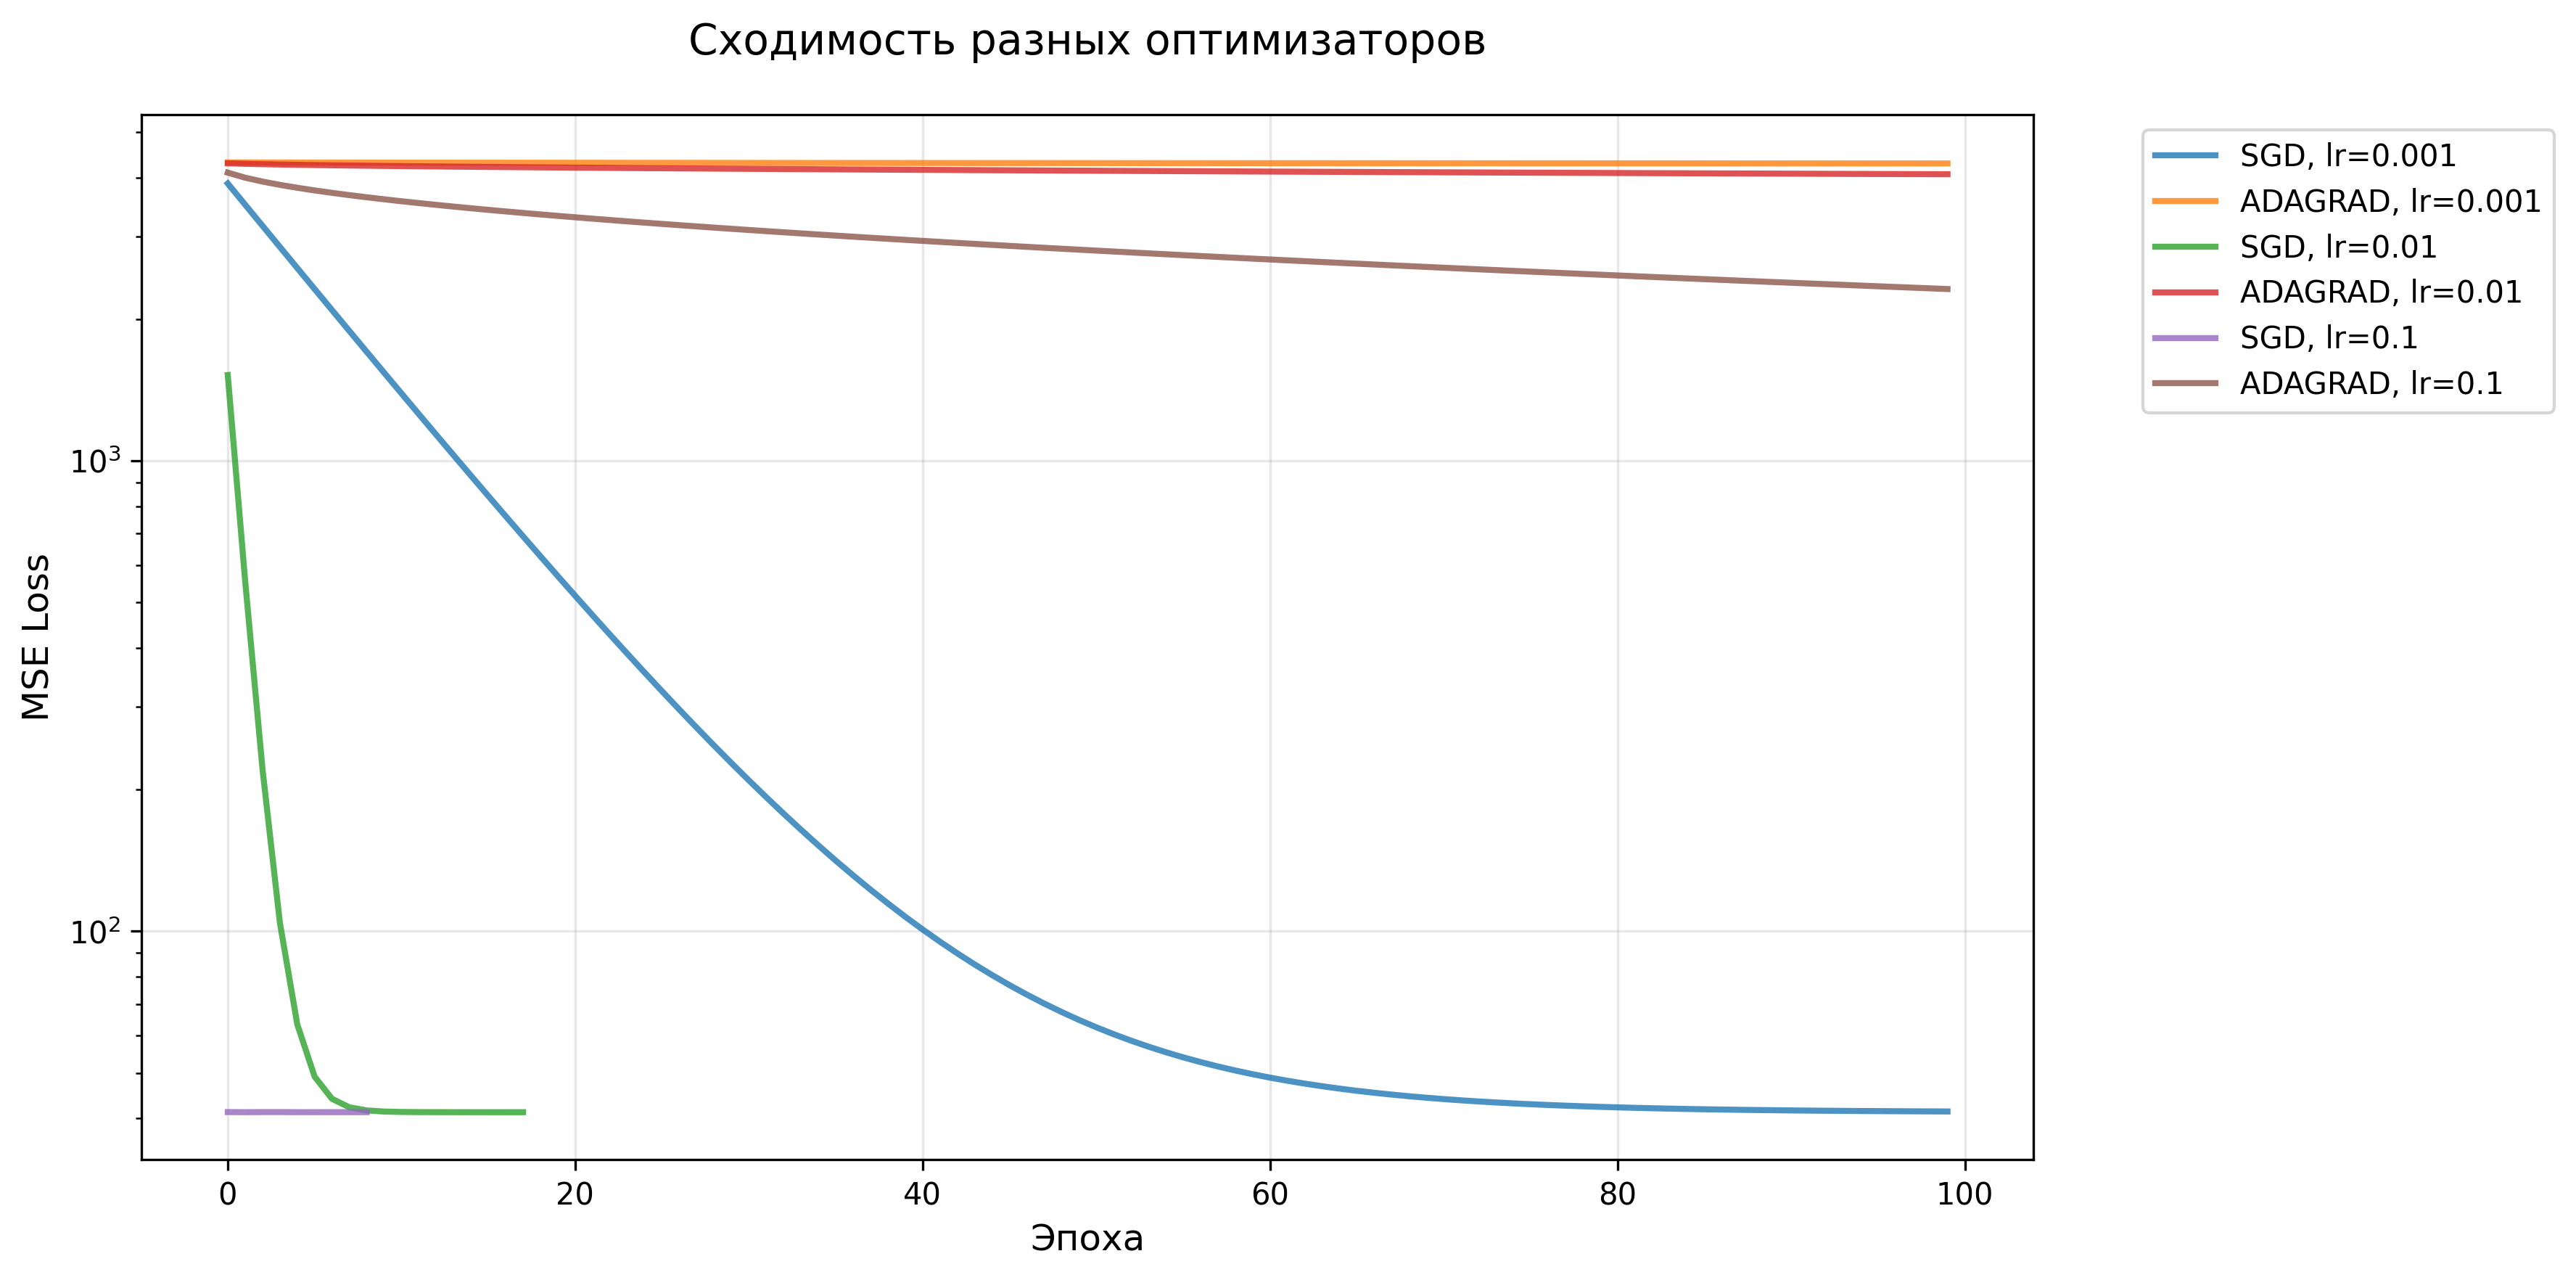 Сходимость разных оптимизаторов
SGD, lr=0.001
ADAGRAD, lr=0.001
SGD, lr=0.01
ADAGRAD, lr=0.01
SGD, lr=0.1
ADAGRAD, lr=0.1
MSE Loss
10³
10²
0 20 40 60 80 100
Эпоха